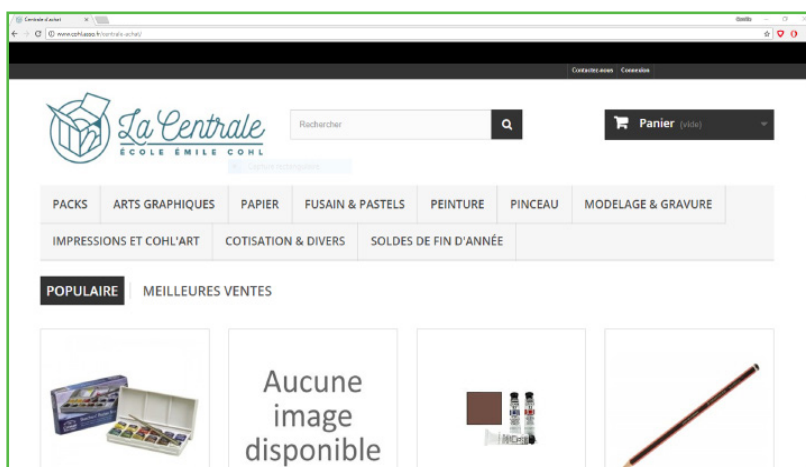 Centrale d'achat
www.cohl.asso.fr/centrale-achat/
Contactez-nous Connexion
La Centrale
ÉCOLE ÉMILE COHL
Rechercher
Panier (vide)
PACKS ARTS GRAPHIQUES PAPIER FUSAIN & PASTELS PEINTURE PINCEAU MODELAGE & GRAVURE
IMPRESSIONS ET COHL'ART COTISATION & DIVERS SOLDES DE FIN D'ANNÉE
POPULAIRE MEILLEURES VENTES
Aucune
image
disponible